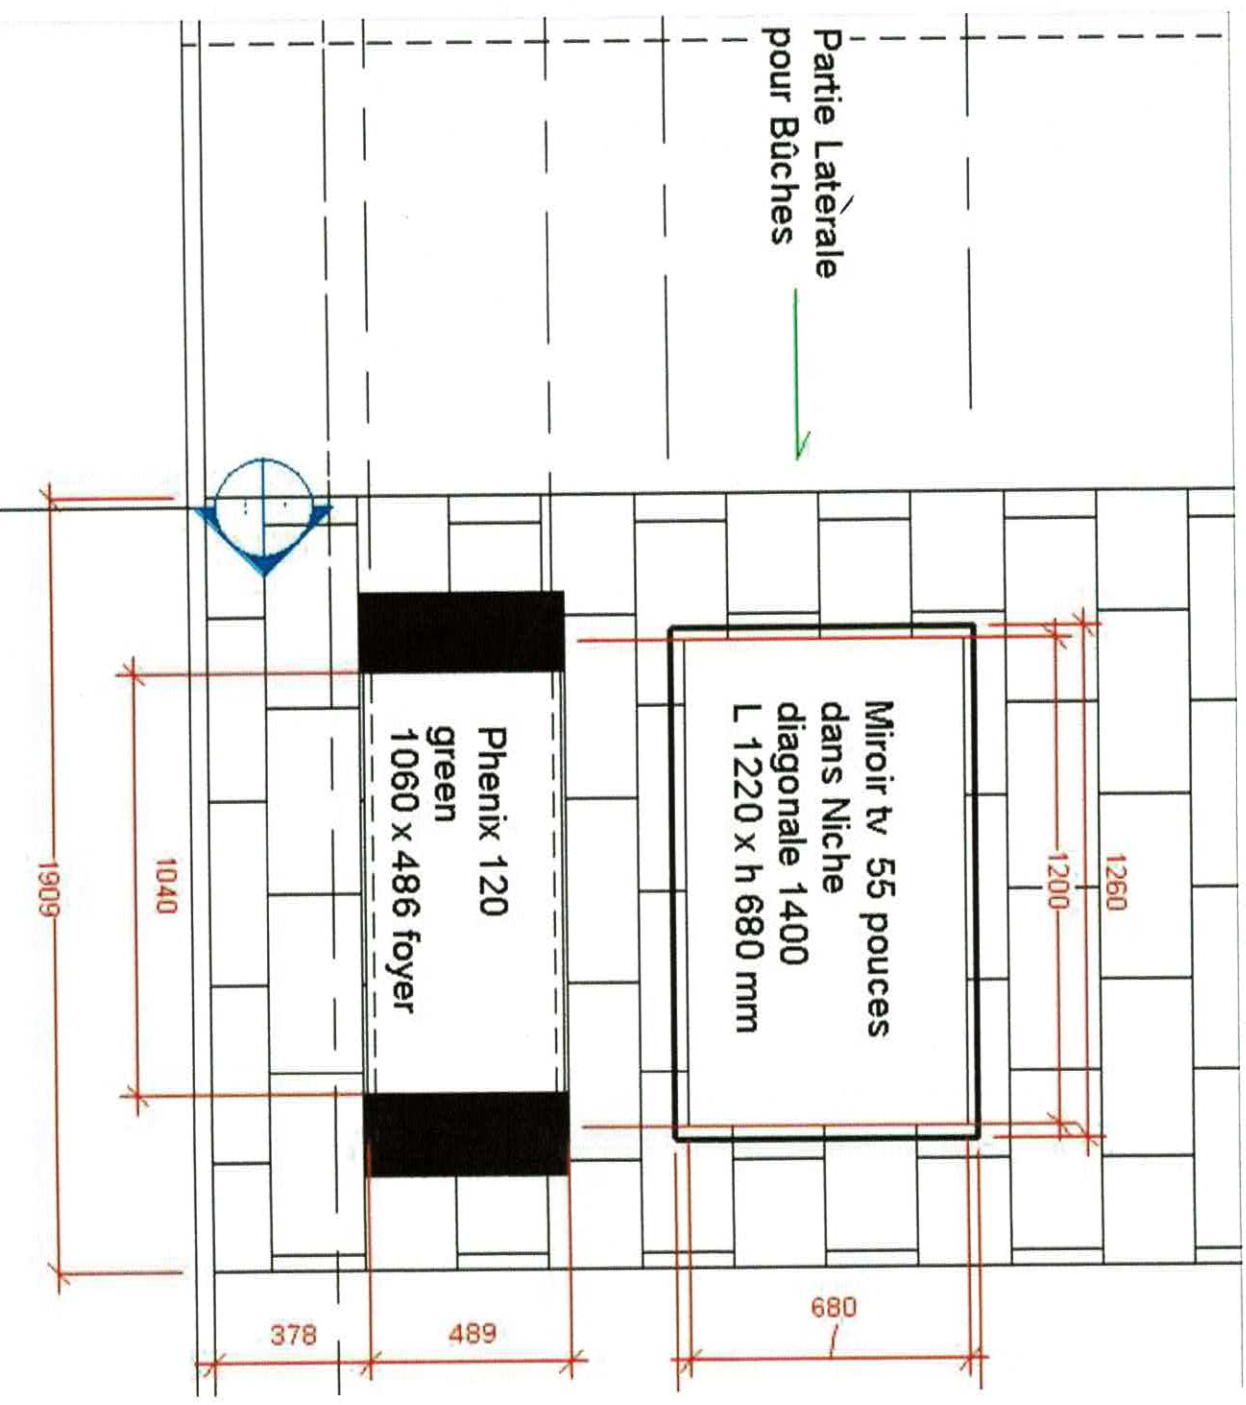 Partie Latèrale
pour Bûches
Miroir tv 55 pouces
dans Niche
diagonale 1400
L 1220 x h 680 mm
Phenix 120
green
1060 x 486 foyer
1260
1200
680
489
378
1040
1909